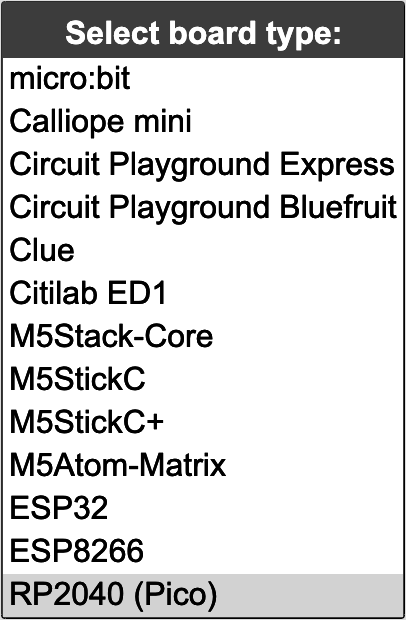 Select board type:
micro:bit
Calliope mini
Circuit Playground Express
Circuit Playground Bluefruit
Clue
Citilab ED1
M5Stack-Core
M5StickC
M5StickC+
M5Atom-Matrix
ESP32
ESP8266
RP2040 (Pico)